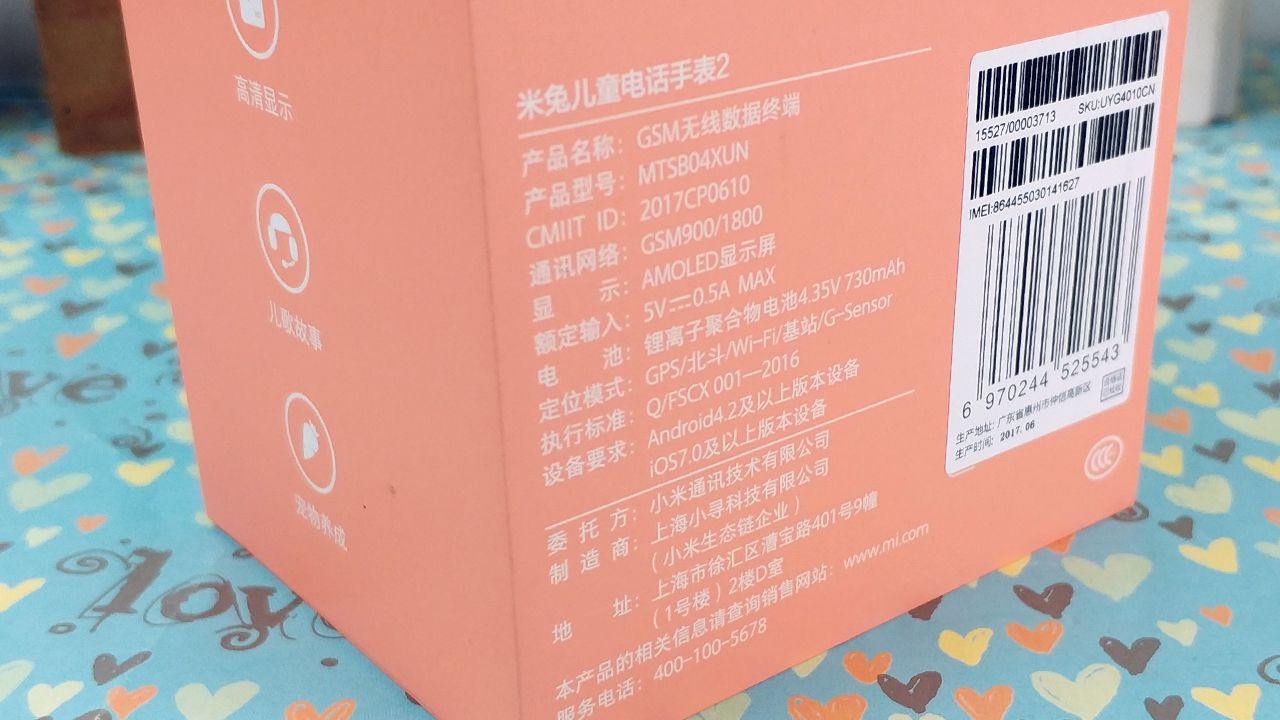 高清显示
儿歌故事
宠物养成
米兔儿童电话手表2
产品名称：GSM无线数据终端
产品型号：MTSB04XUN
CMIIT ID：2017CP0610
通讯网络：GSM900/1800
显 示：AMOLED显示屏
额定输入：5V⎓0.5A MAX
电 池：锂离子聚合物电池4.35V 730mAh
定位模式：GPS/北斗/Wi-Fi/基站/G-Sensor
执行标准：Q/FSCX 001—2016
设备要求：Android4.2及以上版本设备
iOS7.0及以上版本设备
委 托 方：小米通讯技术有限公司
制 造 商：上海小寻科技有限公司
（小米生态链企业）
地 址：上海市徐汇区漕宝路401号9幢
（1号楼）2楼D室
本产品的相关信息请查询销售网站：www.mi.com
服务电话：400-100-5678
15527/00003713 SKU:UYG4010CN
IMEI:864455030141627
6 970244 525543
生产地址: 广东省惠州市仲恺高新区
生产时间: 2017.06
CCC